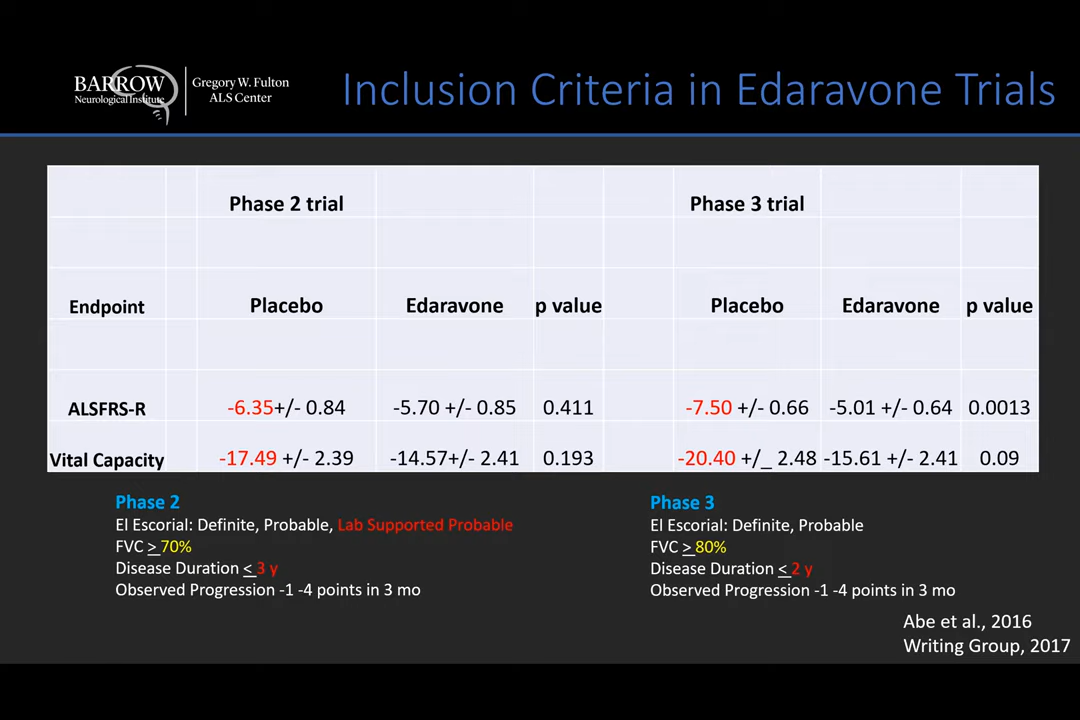 BARROW
Neurological Institute
Gregory W. Fulton
ALS Center
Inclusion Criteria in Edaravone Trials
Phase 2 trial Phase 3 trial
Endpoint Placebo Edaravone p value Placebo Edaravone p value
ALSFRS-R -6.35+/- 0.84 -5.70 +/- 0.85 0.411 -7.50 +/- 0.66 -5.01 +/- 0.64 0.0013
Vital Capacity -17.49 +/- 2.39 -14.57+/- 2.41 0.193 -20.40 +/_ 2.48 -15.61 +/- 2.41 0.09
Phase 2
El Escorial: Definite, Probable, Lab Supported Probable
FVC > 70%
Disease Duration < 3 y
Observed Progression -1 -4 points in 3 mo
Phase 3
El Escorial: Definite, Probable
FVC > 80%
Disease Duration < 2 y
Observed Progression -1 -4 points in 3 mo
Abe et al., 2016
Writing Group, 2017